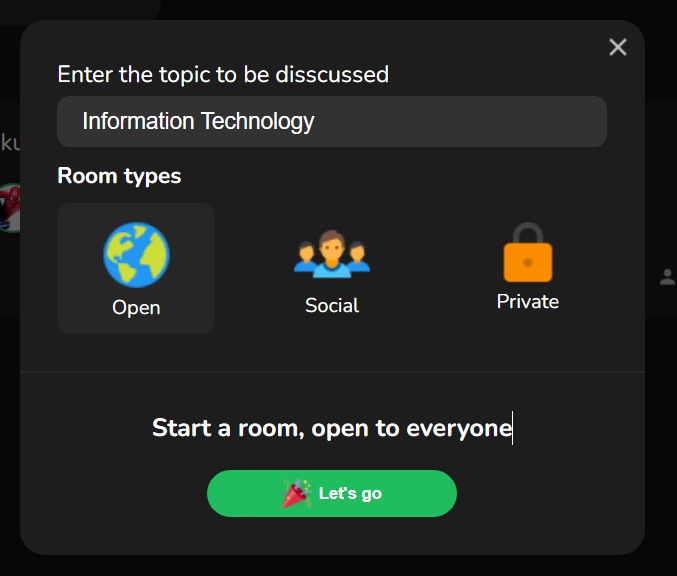 Enter the topic to be disscussed
Information Technology
Room types
Open
Social
Private
Start a room, open to everyone
Let's go